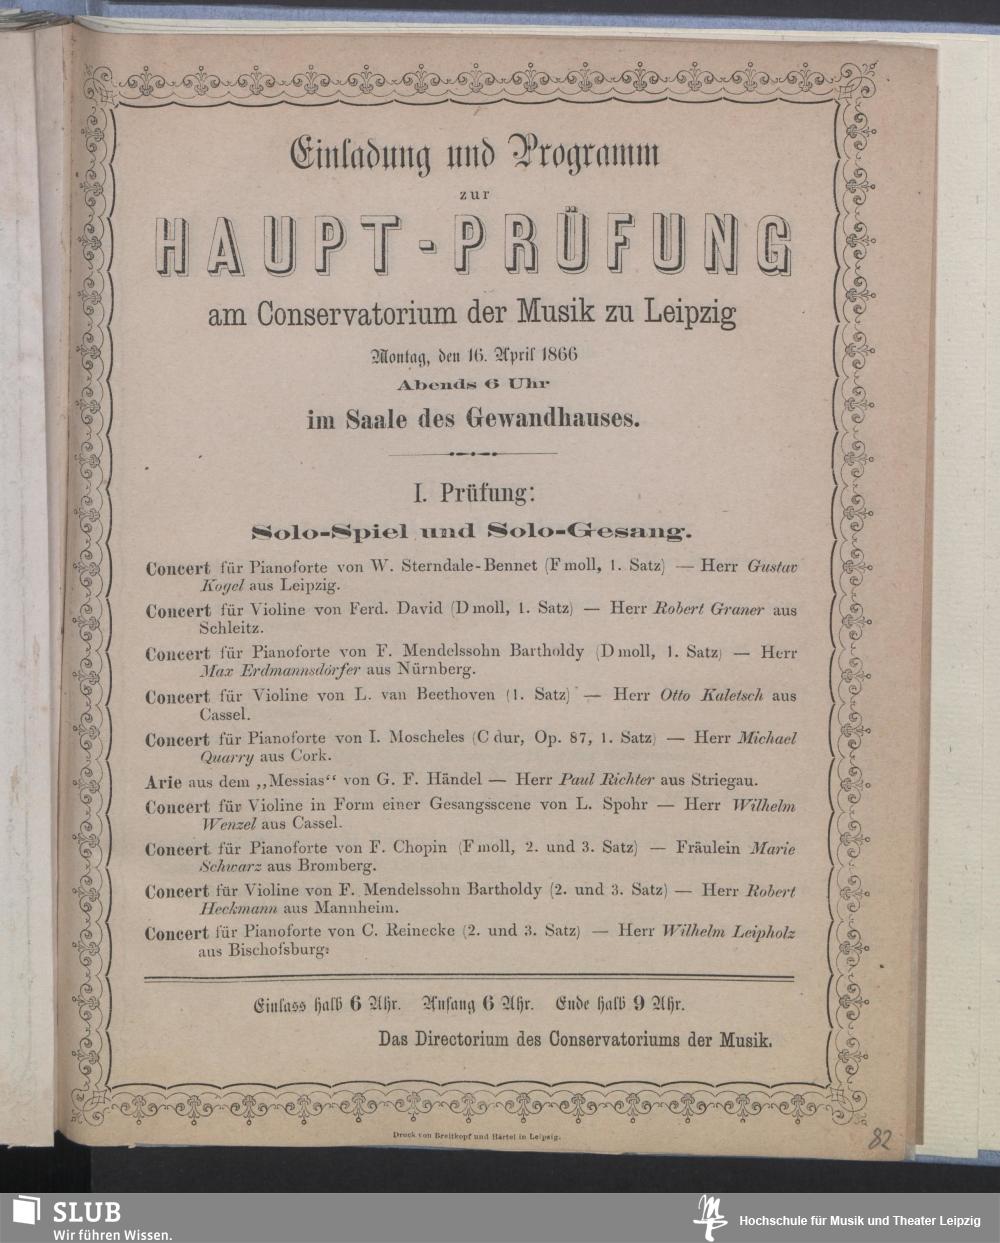 Einladung und Programm
zur
HAUPT-PRÜFUNG
am Conservatorium der Musik zu Leipzig
Montag, den 16. April 1866
Abends 6 Uhr
im Saale des Gewandhauses.
I. Prüfung:
Solo-Spiel und Solo-Gesang.
Concert für Pianoforte von W. Sterndale-Bennet (F moll, 1. Satz) — Herr Gustav
Kogel aus Leipzig.
Concert für Violine von Ferd. David (D moll, 1. Satz) — Herr Robert Graner aus
Schleitz.
Concert für Pianoforte von F. Mendelssohn Bartholdy (D moll, 1. Satz) — Herr
Max Erdmannsdörfer aus Nürnberg.
Concert für Violine von L. van Beethoven (1. Satz) — Herr Otto Kaletsch aus
Cassel.
Concert für Pianoforte von I. Moscheles (C dur, Op. 87, 1. Satz) — Herr Michael
Quarry aus Cork.
Arie aus dem „Messias“ von G. F. Händel — Herr Paul Richter aus Striegau.
Concert für Violine in Form einer Gesangsscene von L. Spohr — Herr Wilhelm
Wenzel aus Cassel.
Concert für Pianoforte von F. Chopin (F moll, 2. und 3. Satz) — Fräulein Marie
Schwarz aus Bromberg.
Concert für Violine von F. Mendelssohn Bartholdy (2. und 3. Satz) — Herr Robert
Heckmann aus Mannheim.
Concert für Pianoforte von C. Reinecke (2. und 3. Satz) — Herr Wilhelm Leipholz
aus Bischofsburg.
Einlass halb 6 Uhr. Anfang 6 Uhr. Ende halb 9 Uhr.
Das Directorium des Conservatoriums der Musik.
Druck von Breitkopf und Härtel in Leipzig.
82
SLUB
Wir führen Wissen.
Hochschule für Musik und Theater Leipzig